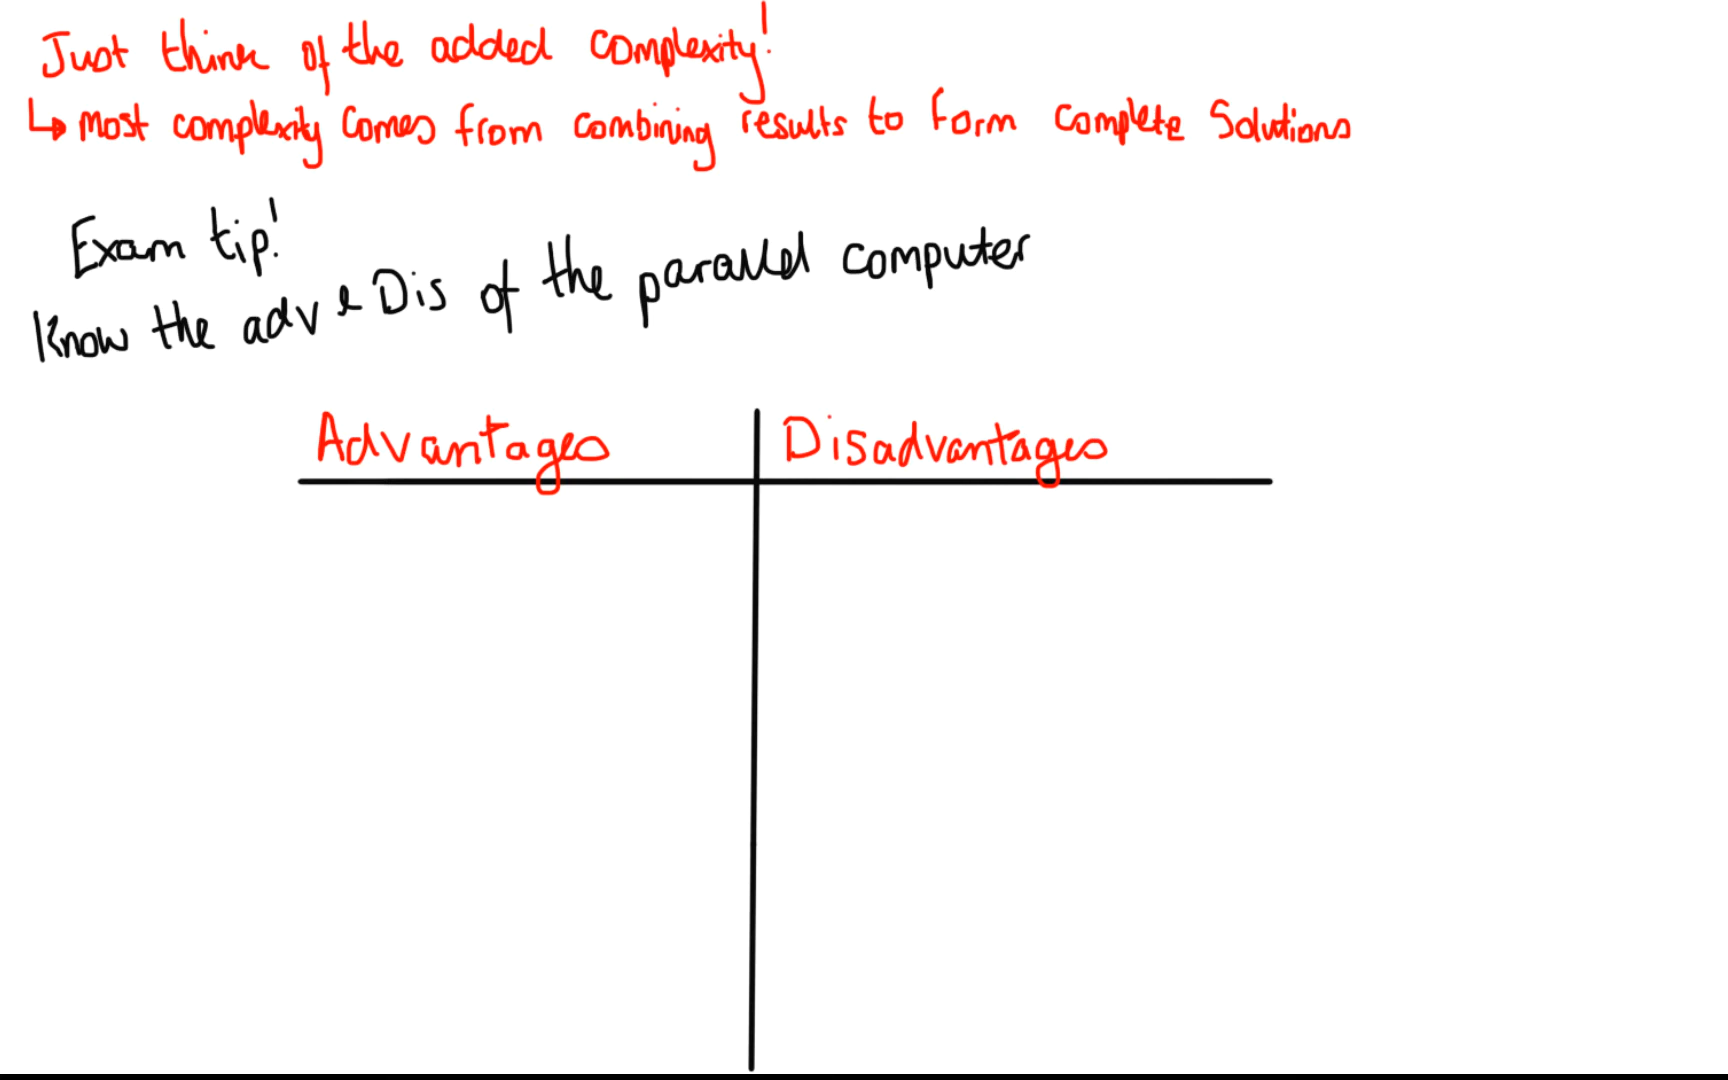 Just think of the added complexity!
↳ most complexity comes from combining results to form complete solutions
Exam tip!
Know the adv & Dis of the parallel computer
Advantages Disadvantages